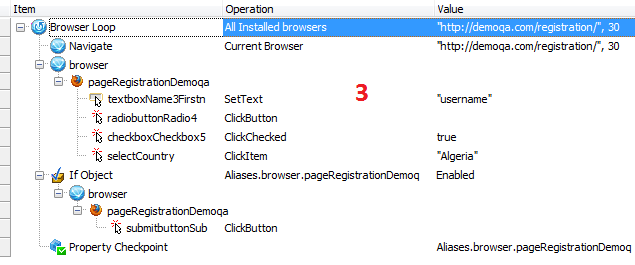 Item Operation Value
Browser Loop All Installed browsers "http://demoqa.com/registration/", 30
Navigate Current Browser "http://demoqa.com/registration/", 30
browser
pageRegistrationDemoqa
textboxName3Firstn SetText 3 "username"
radiobuttonRadio4 ClickButton
checkboxCheckbox5 ClickChecked true
selectCountry ClickItem "Algeria"
If Object Aliases.browser.pageRegistrationDemoq Enabled
browser
pageRegistrationDemoqa
submitbuttonSub ClickButton
Property Checkpoint Aliases.browser.pageRegistrationDemoq